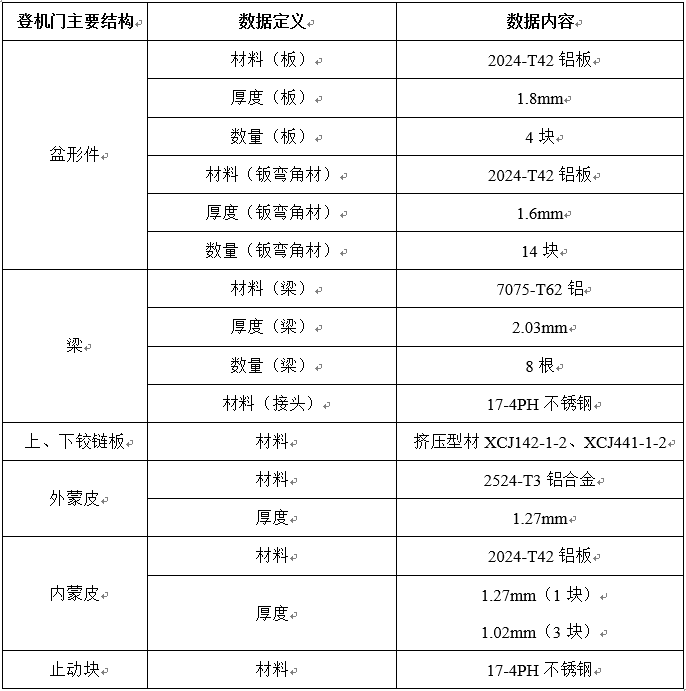 登机门主要结构 数据定义 数据内容
盆形件 材料（板） 2024-T42 铝板
厚度（板） 1.8mm
数量（板） 4 块
材料（钣弯角材） 2024-T42 铝板
厚度（钣弯角材） 1.6mm
数量（钣弯角材） 14 块
梁 材料（梁） 7075-T62 铝
厚度（梁） 2.03mm
数量（梁） 8 根
材料（接头） 17-4PH 不锈钢
上、下铰链板 材料 挤压型材 XCJ142-1-2、XCJ441-1-2
外蒙皮 材料 2524-T3 铝合金
厚度 1.27mm
内蒙皮 材料 2024-T42 铝板
厚度 1.27mm（1 块）
1.02mm（3 块）
止动块 材料 17-4PH 不锈钢